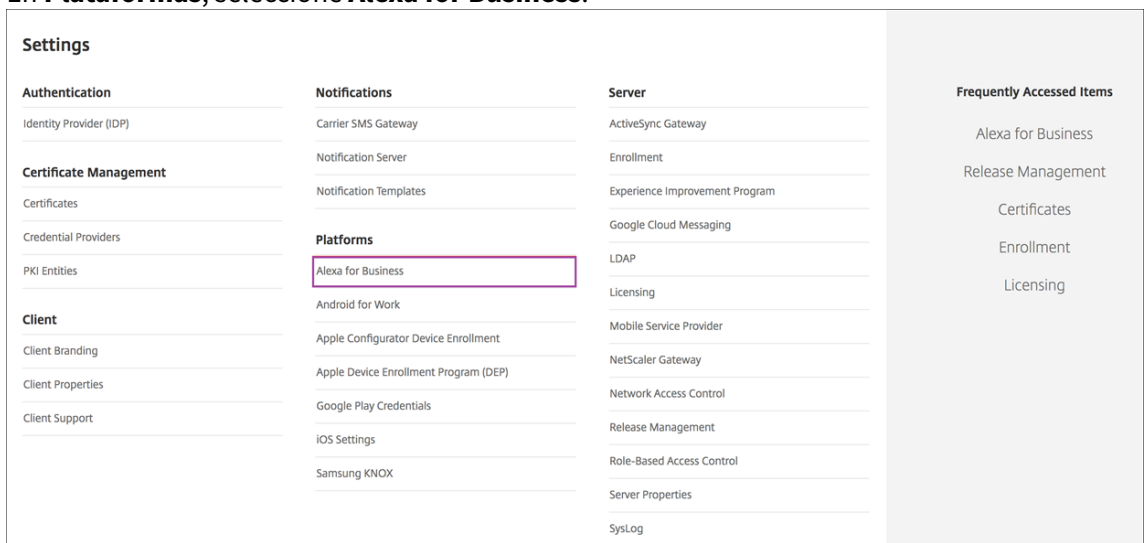 En Plataformas, seleccione Alexa for Business.
Settings
Authentication
Identity Provider (IDP)
Certificate Management
Certificates
Credential Providers
PKI Entities
Client
Client Branding
Client Properties
Client Support
Notifications
Carrier SMS Gateway
Notification Server
Notification Templates
Platforms
Alexa for Business
Android for Work
Apple Configurator Device Enrollment
Apple Device Enrollment Program (DEP)
Google Play Credentials
iOS Settings
Samsung KNOX
Server
ActiveSync Gateway
Enrollment
Experience Improvement Program
Google Cloud Messaging
LDAP
Licensing
Mobile Service Provider
NetScaler Gateway
Network Access Control
Release Management
Role-Based Access Control
Server Properties
SysLog
Frequently Accessed Items
Alexa for Business
Release Management
Certificates
Enrollment
Licensing